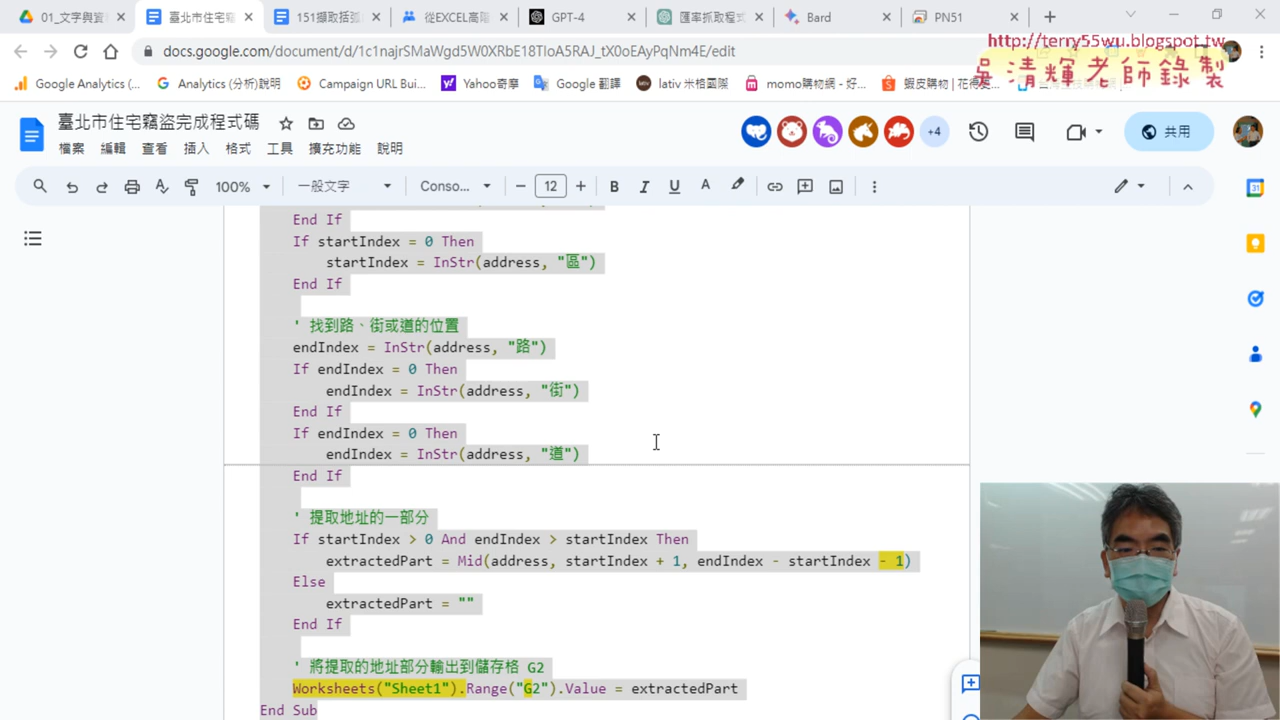 01_文字與資
臺北市住宅竊
151擷取括弧
從EXCEL高階
GPT-4
匯率抓取程式
Bard
PN51
docs.google.com/document/d/1c1najrSMaWgd5W0XRbE18TloA5RAJ_tX0oEAyPqNm4E/edit
http://terry55wu.blogspot.tw
吳清輝老師錄製
Google Analytics (...
Analytics (分析)說明
Campaign URL Bui...
Yahoo奇摩
Google 翻譯
lativ 米格國際
momo購物網 - 好...
蝦皮購物 | 花得更...
臺北市住宅竊盜完成程式碼
檔案 編輯 查看 插入 格式 工具 擴充功能 說明
+4
共用
100%
一般文字
Conso...
12
B I U A
31
End If
If startIndex = 0 Then
startIndex = InStr(address, "區")
End If
' 找到路、街或道的位置
endIndex = InStr(address, "路")
If endIndex = 0 Then
endIndex = InStr(address, "街")
End If
If endIndex = 0 Then
endIndex = InStr(address, "道")
End If
' 提取地址的一部分
If startIndex > 0 And endIndex > startIndex Then
extractedPart = Mid(address, startIndex + 1, endIndex - startIndex - 1)
Else
extractedPart = ""
End If
' 將提取的地址部分輸出到儲存格 G2
Worksheets("Sheet1").Range("G2").Value = extractedPart
End Sub